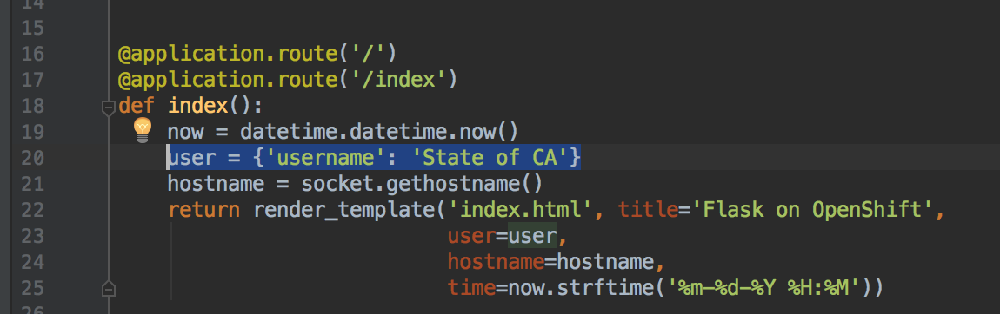 14
15
16 @application.route('/')
17 @application.route('/index')
18 def index():
19 now = datetime.datetime.now()
20 user = {'username': 'State of CA'}
21 hostname = socket.gethostname()
22 return render_template('index.html', title='Flask on OpenShift',
23 user=user,
24 hostname=hostname,
25 time=now.strftime('%m-%d-%Y %H:%M'))
26